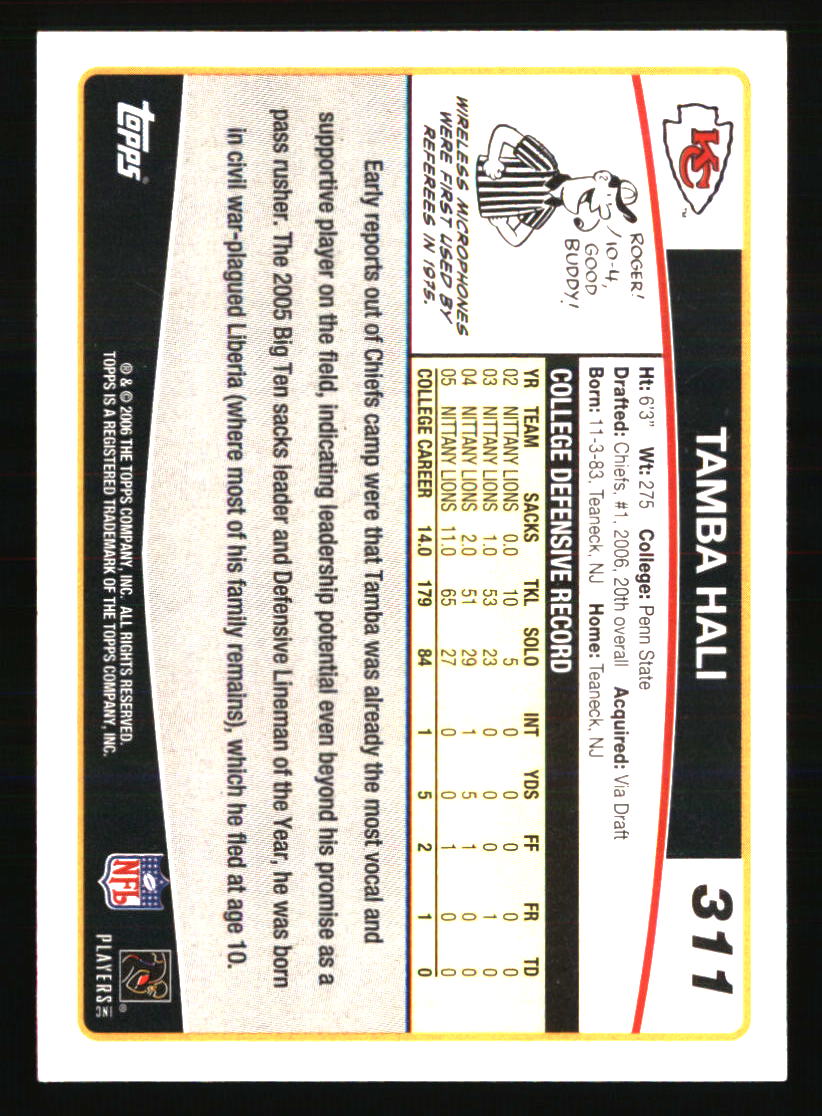 KC
TM
TAMBA HALI
311
ROGER!
10-4,
GOOD
BUDDY!
WIRELESS MICROPHONES
WERE FIRST USED BY
REFEREES IN 1975.
Ht: 6'3" Wt: 275 College: Penn State
Drafted: Chiefs, #1, 2006, 20th overall Acquired: Via Draft
Born: 11-3-83, Teaneck, NJ Home: Teaneck, NJ
COLLEGE DEFENSIVE RECORD
YR TEAM SACKS TKL SOLO INT YDS FF FR TD
02 NITTANY LIONS 0.0 10 5 0 0 0 0 0
03 NITTANY LIONS 1.0 53 23 0 0 0 1 0
04 NITTANY LIONS 2.0 51 29 1 5 1 0 0
05 NITTANY LIONS 11.0 65 27 0 0 1 0 0
COLLEGE CAREER 14.0 179 84 1 5 2 1 0
Early reports out of Chiefs camp were that Tamba was already the most vocal and
supportive player on the field, indicating leadership potential even beyond his promise as a
pass rusher. The 2005 Big Ten sacks leader and Defensive Lineman of the Year, he was born
in civil war-plagued Liberia (where most of his family remains), which he fled at age 10.
topps®
® & © 2006 THE TOPPS COMPANY, INC. ALL RIGHTS RESERVED.
TOPPS IS A REGISTERED TRADEMARK OF THE TOPPS COMPANY, INC.
NFL
PLAYERS INC
®